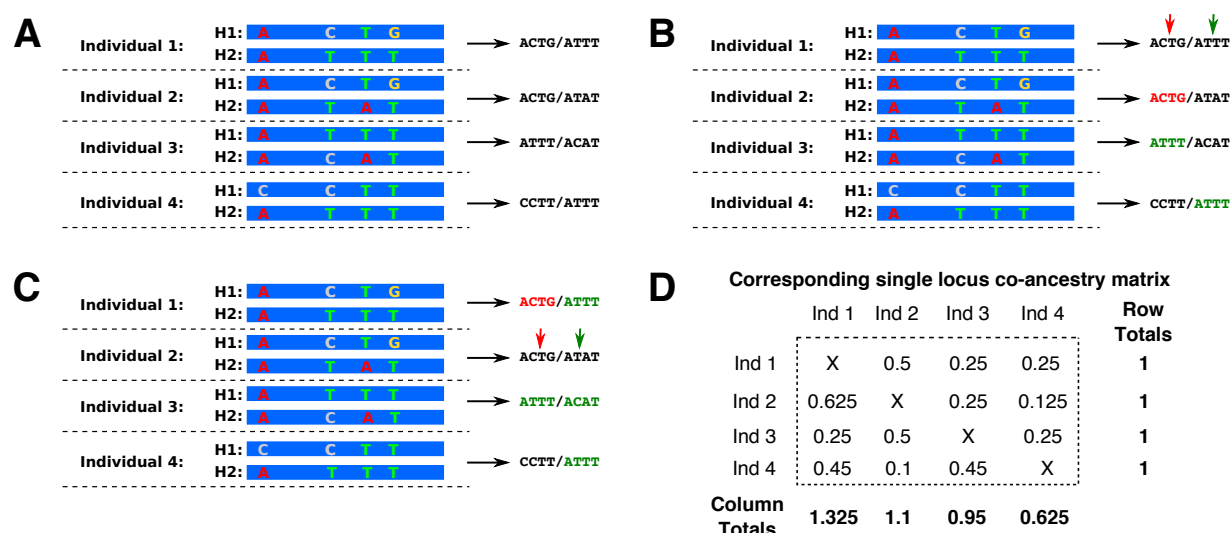 A
Individual 1: H1: A C T G ACTG/ATTT
H2: A T T T
Individual 2: H1: A C T G ACTG/ATAT
H2: A T A T
Individual 3: H1: A T T T ATTT/ACAT
H2: A C A T
Individual 4: H1: C C T T CCTT/ATTT
H2: A T T T
B
Individual 1: H1: A C T G ACTG/ATTT
H2: A T T T
Individual 2: H1: A C T G ACTG/ATAT
H2: A T A T
Individual 3: H1: A T T T ATTT/ACAT
H2: A C A T
Individual 4: H1: C C T T CCTT/ATTT
H2: A T T T
C
Individual 1: H1: A C T G ACTG/ATTT
H2: A T T T
Individual 2: H1: A C T G ACTG/ATAT
H2: A T A T
Individual 3: H1: A T T T ATTT/ACAT
H2: A C A T
Individual 4: H1: C C T T CCTT/ATTT
H2: A T T T
D
Corresponding single locus co-ancestry matrix
Ind 1 Ind 2 Ind 3 Ind 4 Row
Totals
Ind 1 X 0.5 0.25 0.25 1
Ind 2 0.625 X 0.25 0.125 1
Ind 3 0.25 0.5 X 0.25 1
Ind 4 0.45 0.1 0.45 X 1
Column
Totals 1.325 1.1 0.95 0.625